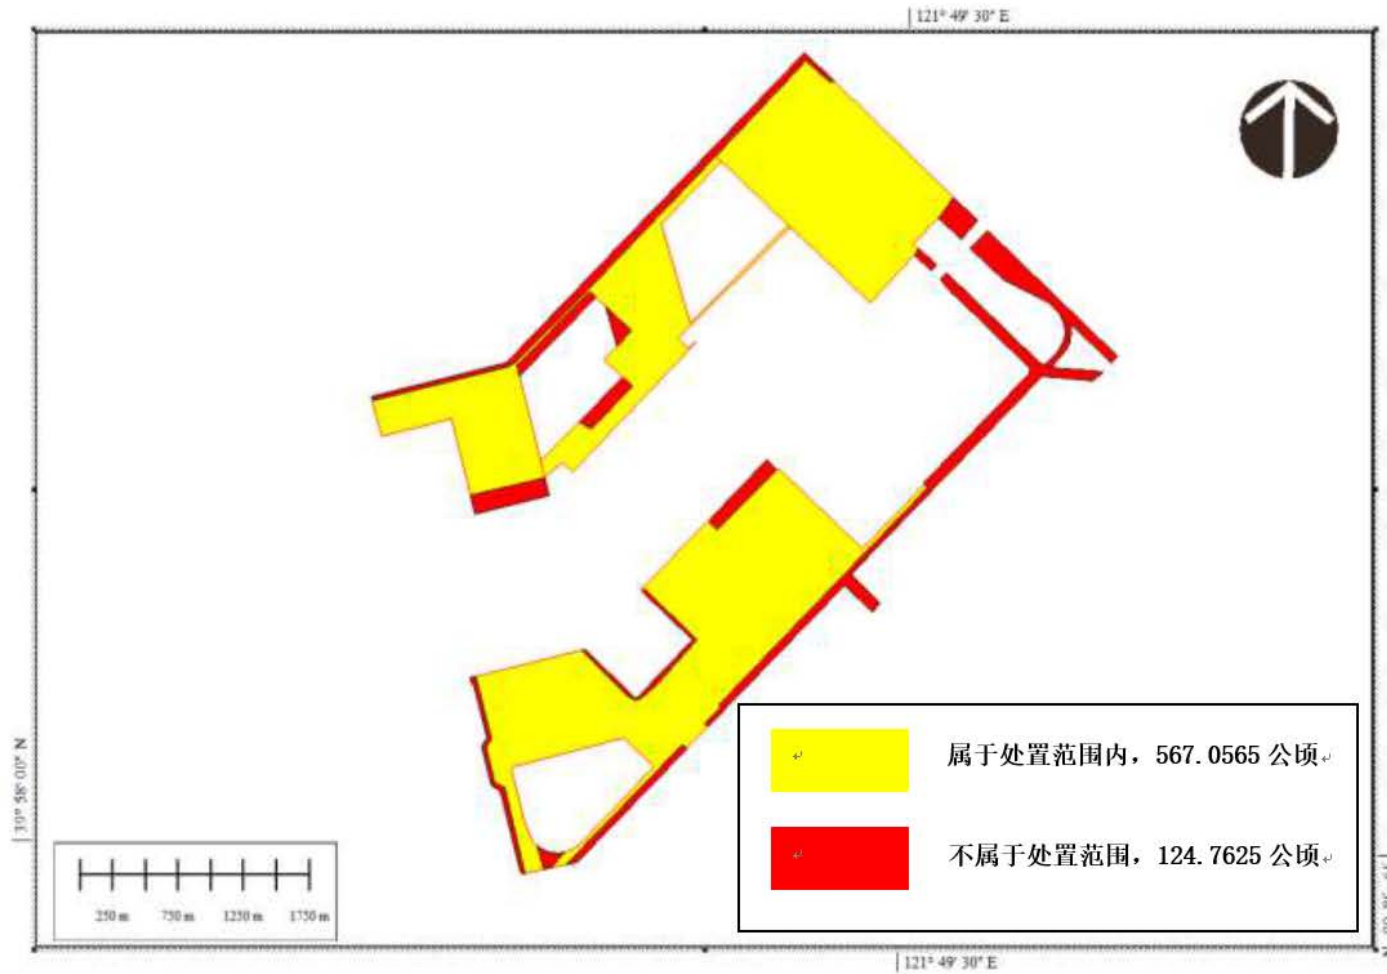 121° 49' 30" E
属于处置范围内，567.0565 公顷
不属于处置范围，124.7625 公顷
39° 58' 00" N
250 m 750 m 1250 m 1750 m
121° 49' 30" E